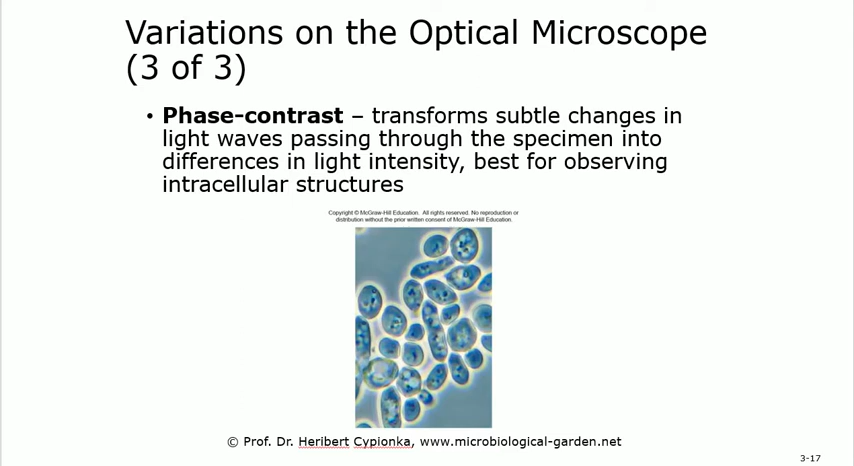 Variations on the Optical Microscope
(3 of 3)
• Phase-contrast – transforms subtle changes in
light waves passing through the specimen into
differences in light intensity, best for observing
intracellular structures
Copyright © McGraw-Hill Education. All rights reserved. No reproduction or
distribution without the prior written consent of McGraw-Hill Education.
© Prof. Dr. Heribert Cypionka, www.microbiological-garden.net
3-17